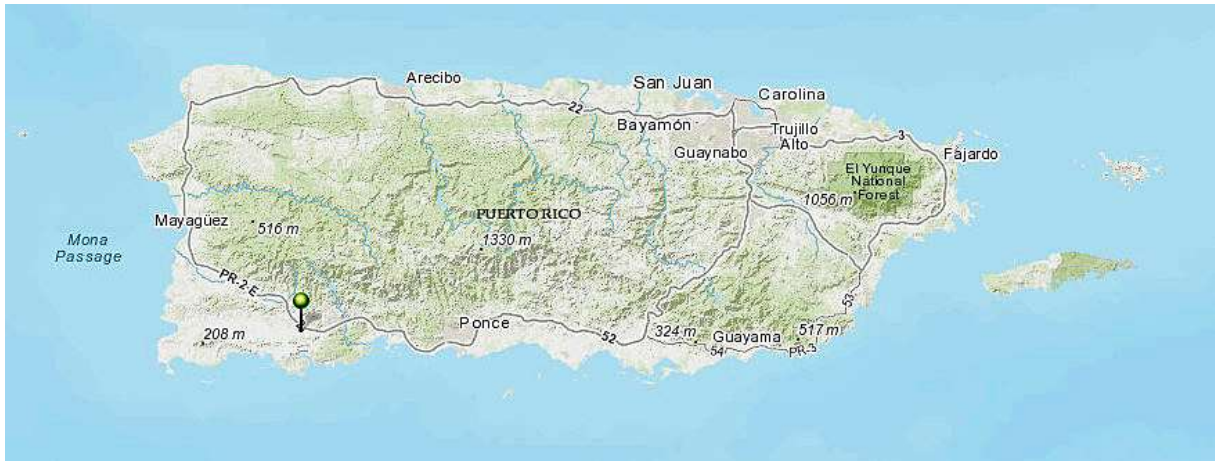 Arecibo
San Juan
Carolina
22
Bayamón
Trujillo
Alto
3
Guaynabo
Fajardo
El Yunque
National
Forest
1056 m
Mayagüez
516 m
PUERTO RICO
1330 m
Mona
Passage
PR-2-E
53
208 m
Ponce
52
324 m
Guayama
517 m
54
PR-3